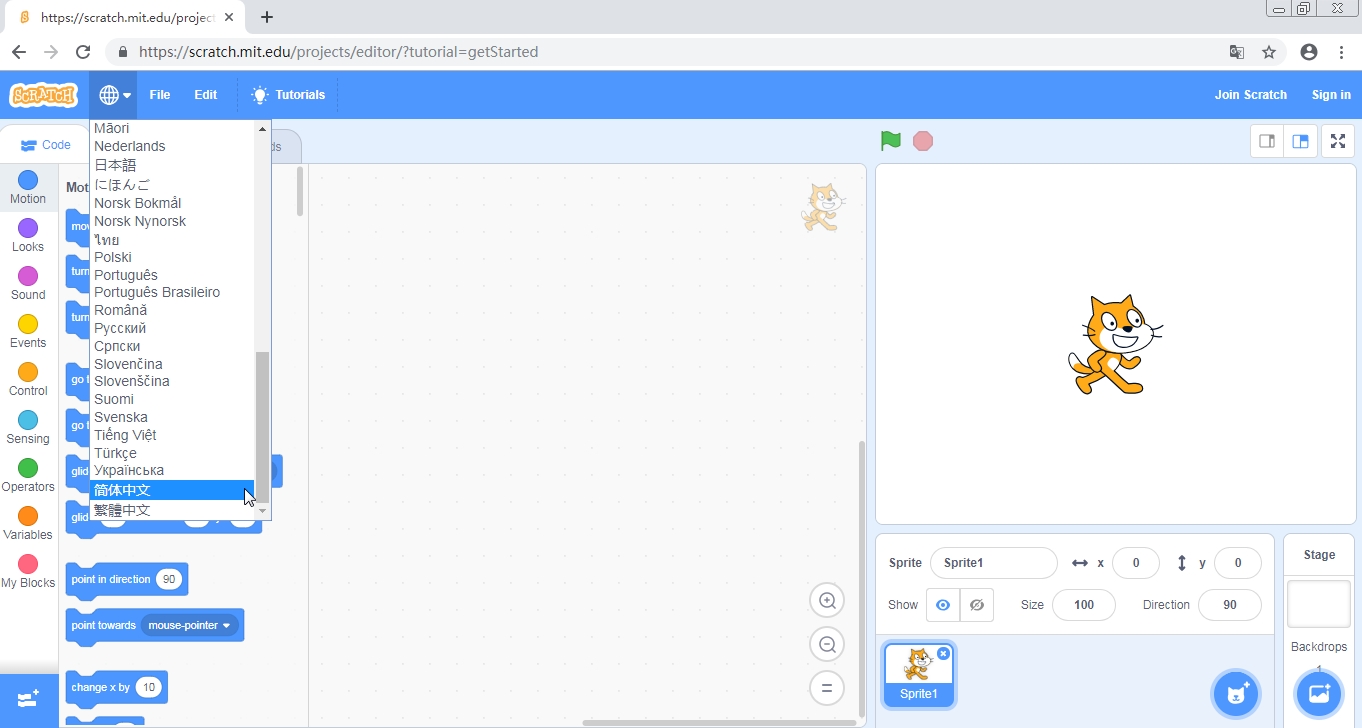 https://scratch.mit.edu/project
https://scratch.mit.edu/projects/editor/?tutorial=getStarted
SCRATCH
File
Edit
Tutorials
Join Scratch
Sign in
Code
ds
Māori
Nederlands
日本語
にほんご
Norsk Bokmål
Norsk Nynorsk
ไทย
Polski
Português
Português Brasileiro
Română
Русский
Српски
Slovenčina
Slovenščina
Suomi
Svenska
Tiếng Việt
Türkçe
Українська
简体中文
繁體中文
Motion
Looks
Sound
Events
Control
Sensing
Operators
Variables
My Blocks
Mot
mov
turn
turn
go t
go t
glid
glid
point in direction 90
point towards mouse-pointer
change x by 10
Sprite
Sprite1
x
0
y
0
Show
Size
100
Direction
90
Sprite1
Stage
Backdrops
1